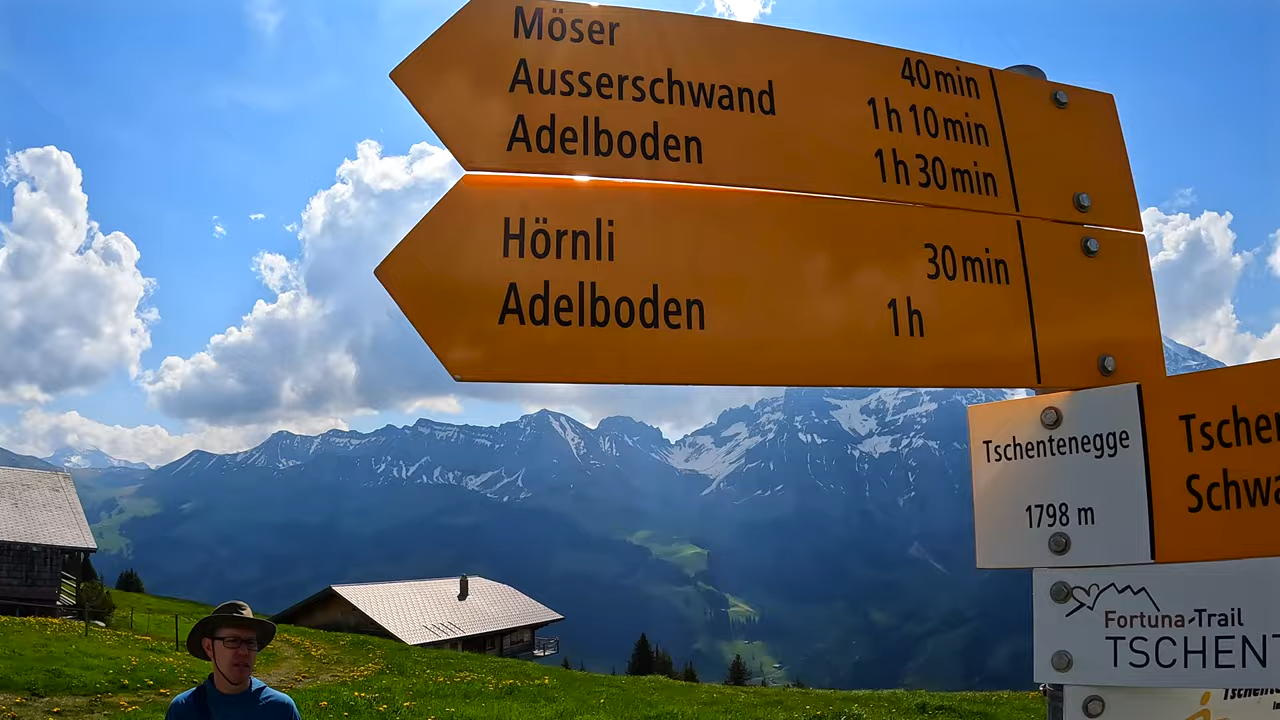 Möser 40 min
Ausserschwand 1 h 10 min
Adelboden 1 h 30 min
Hörnli 30 min
Adelboden 1 h
Tschentenegge
1798 m
Fortuna-Trail